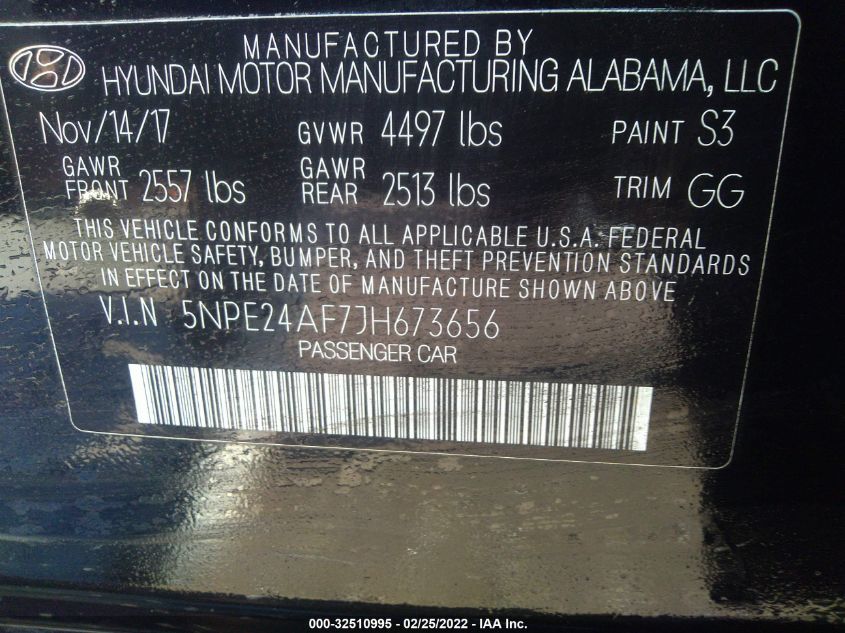 MANUFACTURED BY
HYUNDAI MOTOR MANUFACTURING ALABAMA, LLC
Nov/14/17 GVWR 4497 lbs PAINT S3
GAWR FRONT 2557 lbs GAWR REAR 2513 lbs TRIM GG
THIS VEHICLE CONFORMS TO ALL APPLICABLE U.S.A. FEDERAL
MOTOR VEHICLE SAFETY, BUMPER, AND THEFT PREVENTION STANDARDS
IN EFFECT ON THE DATE OF MANUFACTURE SHOWN ABOVE
V.I.N 5NPE24AF7JH673656
PASSENGER CAR
000-32510995 - 02/25/2022 - IAA Inc.